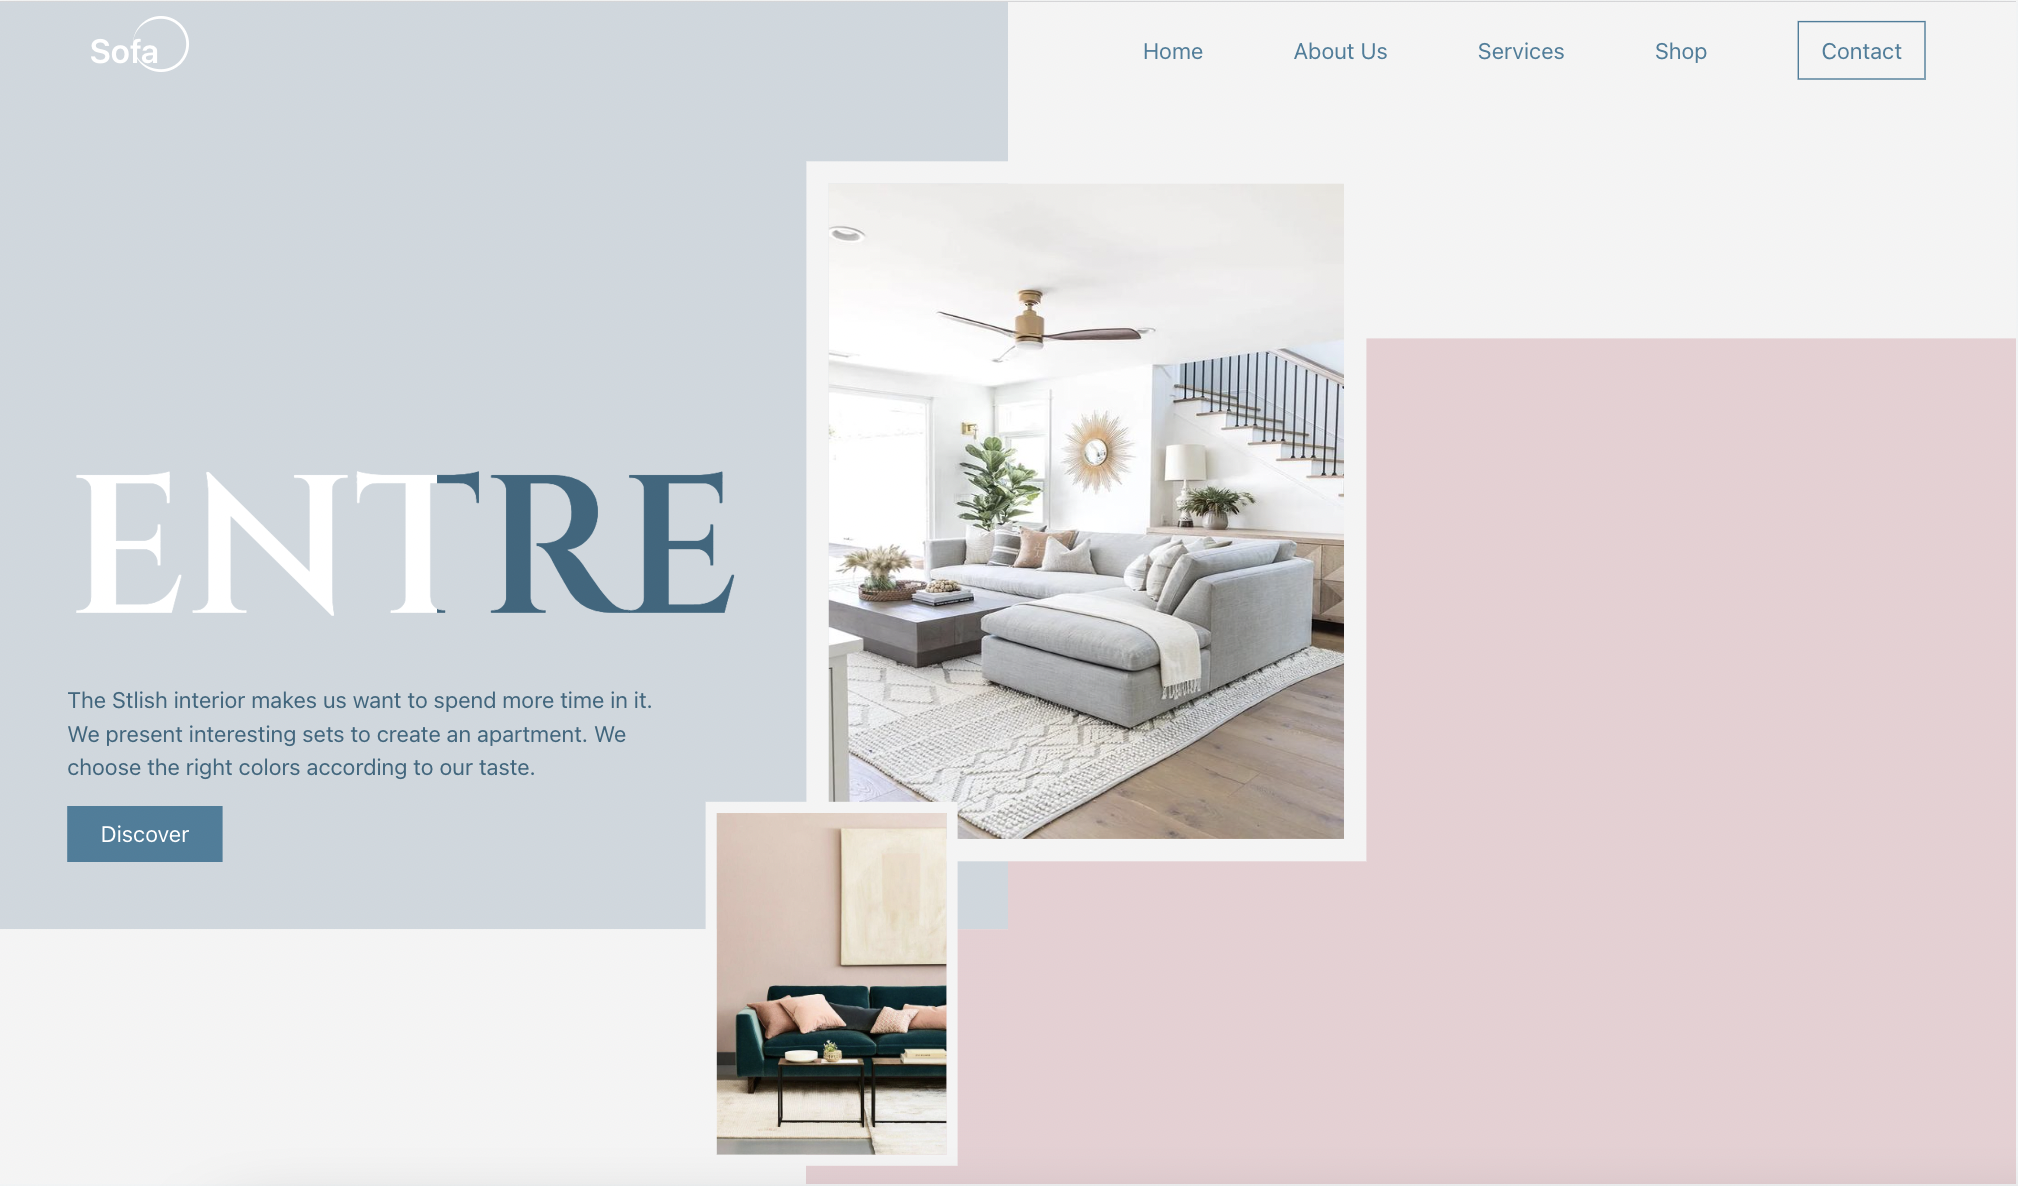 Sofa
Home
About Us
Services
Shop
Contact
ENTRE
The Stlish interior makes us want to spend more time in it.
We present interesting sets to create an apartment. We
choose the right colors according to our taste.
Discover